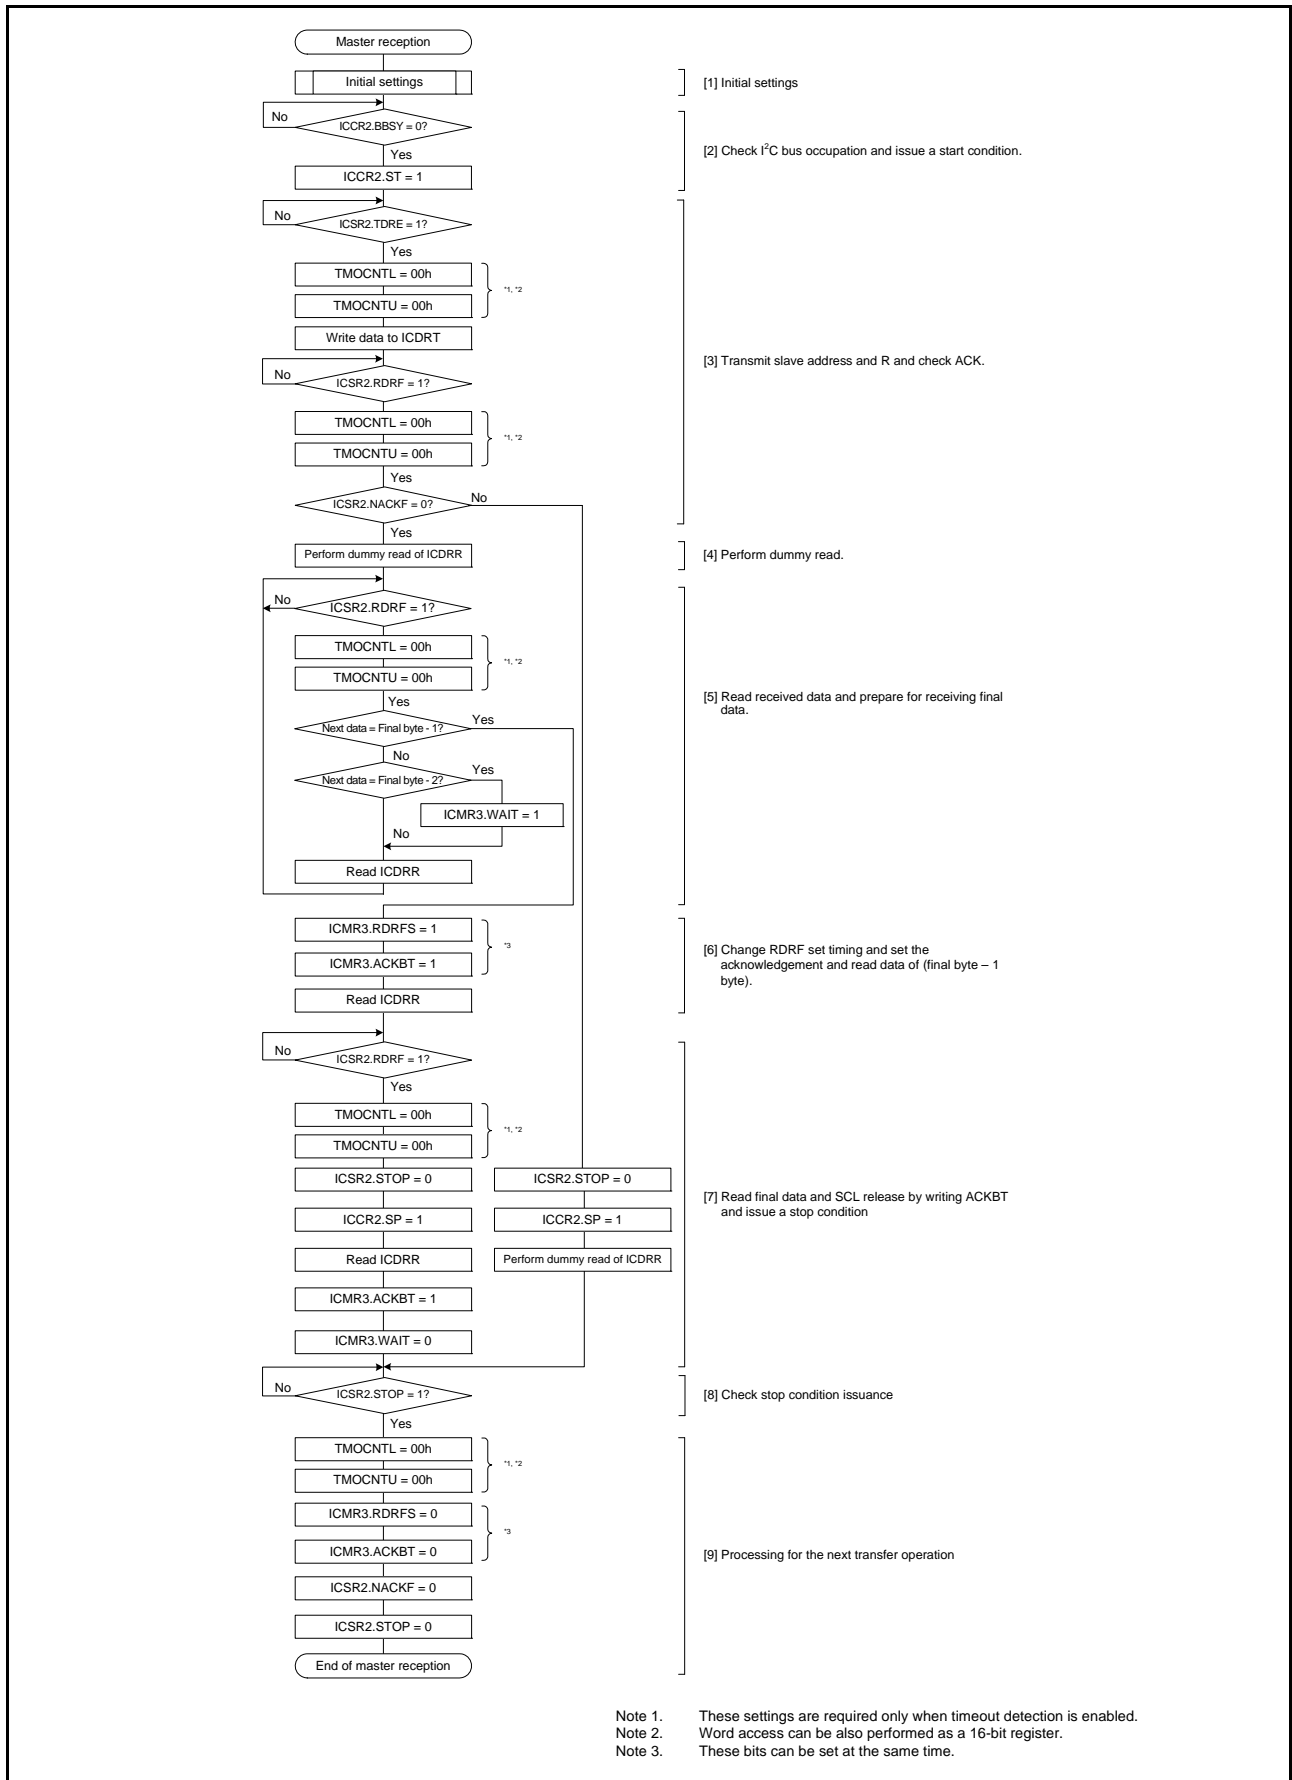 Master reception
Initial settings
[1] Initial settings
No
ICCR2.BBSY = 0?
Yes
[2] Check I²C bus occupation and issue a start condition.
ICCR2.ST = 1
No
ICSR2.TDRE = 1?
Yes
TMOCNTL = 00h
*1, *2
TMOCNTU = 00h
Write data to ICDRT
[3] Transmit slave address and R and check ACK.
No
ICSR2.RDRF = 1?
TMOCNTL = 00h
*1, *2
TMOCNTU = 00h
Yes
ICSR2.NACKF = 0?
No
Yes
Perform dummy read of ICDRR
[4] Perform dummy read.
No
ICSR2.RDRF = 1?
TMOCNTL = 00h
*1, *2
TMOCNTU = 00h
[5] Read received data and prepare for receiving final
data.
Yes
Next data = Final byte - 1?
Yes
No
Next data = Final byte - 2?
Yes
ICMR3.WAIT = 1
No
Read ICDRR
ICMR3.RDRFS = 1
*3
ICMR3.ACKBT = 1
[6] Change RDRF set timing and set the
acknowledgement and read data of (final byte – 1
byte).
Read ICDRR
No
ICSR2.RDRF = 1?
Yes
TMOCNTL = 00h
*1, *2
TMOCNTU = 00h
ICSR2.STOP = 0
ICSR2.STOP = 0
[7] Read final data and SCL release by writing ACKBT
and issue a stop condition
ICCR2.SP = 1
ICCR2.SP = 1
Read ICDRR
Perform dummy read of ICDRR
ICMR3.ACKBT = 1
ICMR3.WAIT = 0
No
ICSR2.STOP = 1?
[8] Check stop condition issuance
Yes
TMOCNTL = 00h
*1, *2
TMOCNTU = 00h
ICMR3.RDRFS = 0
*3
ICMR3.ACKBT = 0
[9] Processing for the next transfer operation
ICSR2.NACKF = 0
ICSR2.STOP = 0
End of master reception
Note 1. These settings are required only when timeout detection is enabled.
Note 2. Word access can be also performed as a 16-bit register.
Note 3. These bits can be set at the same time.